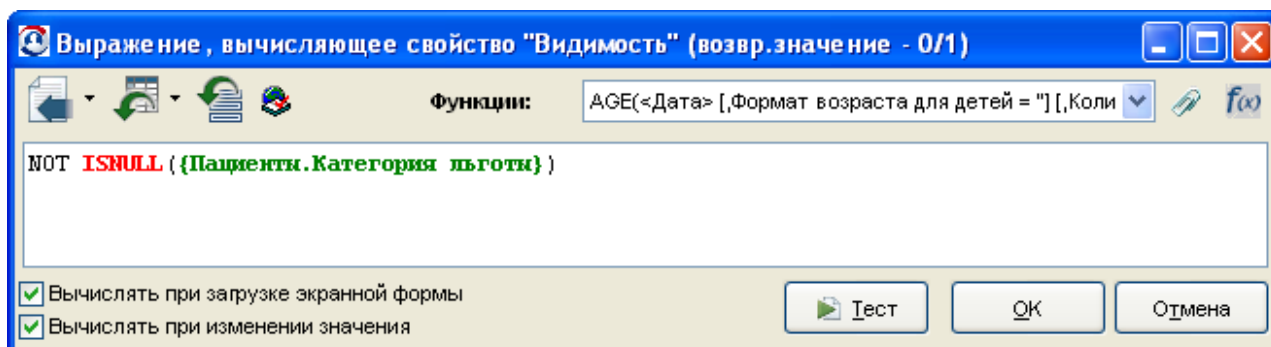 Выражение, вычисляющее свойство "Видимость" (возвр.значение - 0/1)
Функции: AGE(<Дата> [,Формат возраста для детей = ''] [,Коли f(x)
NOT ISNULL({Пациенты.Категория льготы})
Вычислять при загрузке экранной формы
Вычислять при изменении значения
Тест OK Отмена